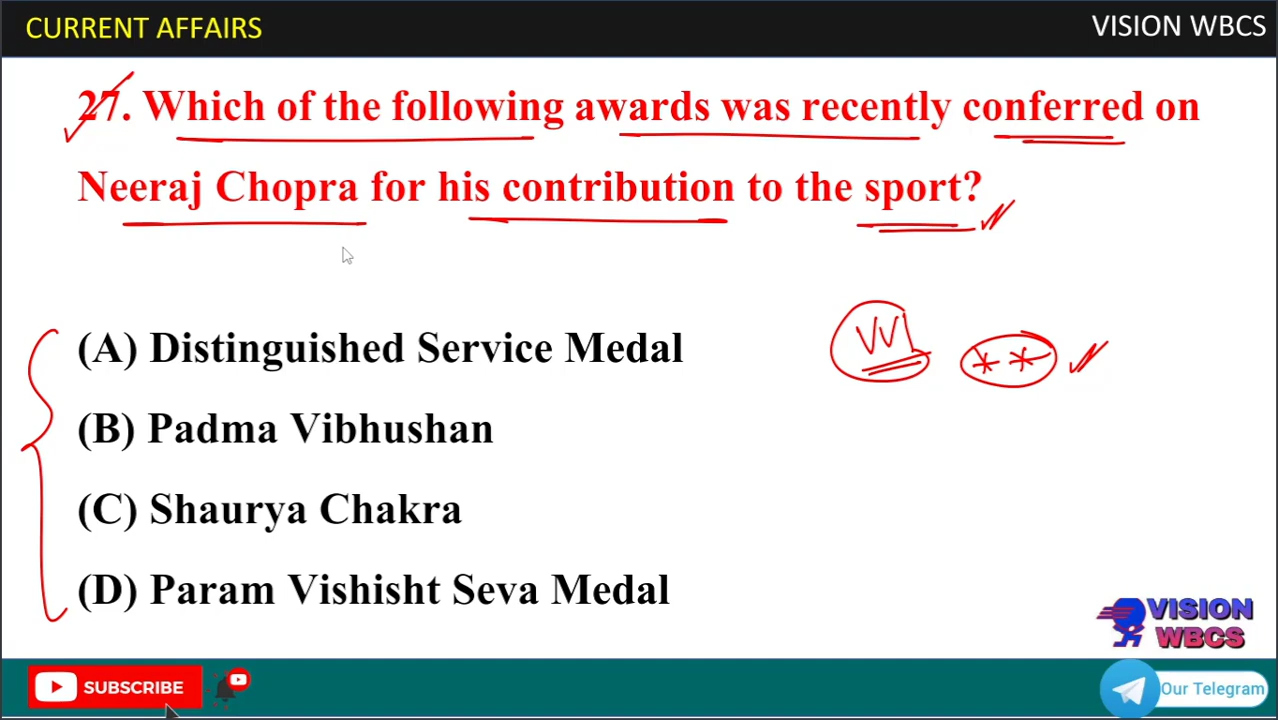 CURRENT AFFAIRS
VISION WBCS
27. Which of the following awards was recently conferred on
Neeraj Chopra for his contribution to the sport?
(A) Distinguished Service Medal
VVI
**
(B) Padma Vibhushan
(C) Shaurya Chakra
(D) Param Vishisht Seva Medal
VISION
WBCS
SUBSCRIBE
Our Telegram